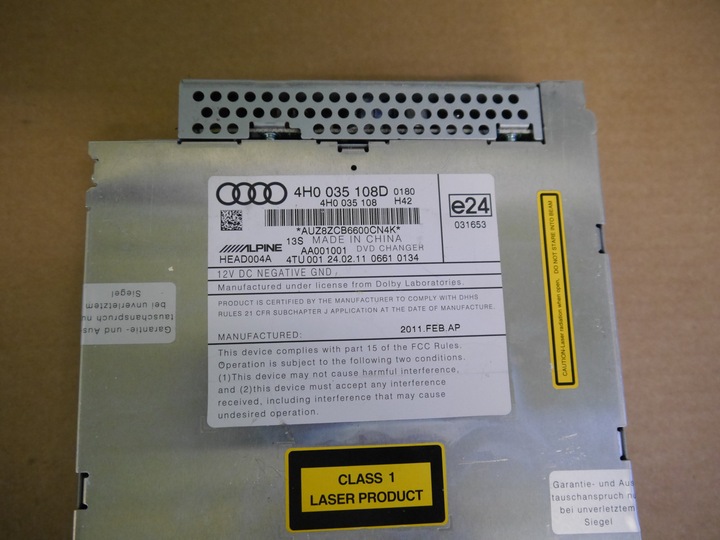 4H0 035 108D 0180
4H0 035 108 H42
*AUZ8ZCB6600CN4K*
13S MADE IN CHINA
ALPINE AA001001 DVD CHANGER
HEAD004A 4TU 001 24.02.11 0661 0134
e24
031653
12V DC NEGATIVE GND,
Manufactured under license from Dolby Laboratories.
PRODUCT IS CERTIFIED BY THE MANUFACTURER TO COMPLY WITH DHHS
RULES 21 CFR SUBCHAPTER J APPLICATION AT THE DATE OF MANUFACTURE.
MANUFACTURED: 2011.FEB.AP
This device complies with part 15 of the FCC Rules.
Operation is subject to the following two conditions.
(1)This device may not cause harmful interference,
and (2)this device must accept any interference
received, including interference that may cause
undesired operation.
CAUTION-Laser radiation when open, DO NOT STARE INTO BEAM
CLASS 1
LASER PRODUCT
Garantie- und Aus
tauschanspruch nu
bei unverletztem
Siegel
Garantie- und Aus
tauschanspruch nu
bei unverletztem
Siegel